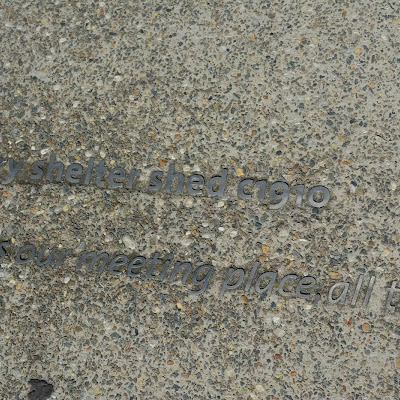 y shelter shed c1910
s our meeting place, all t